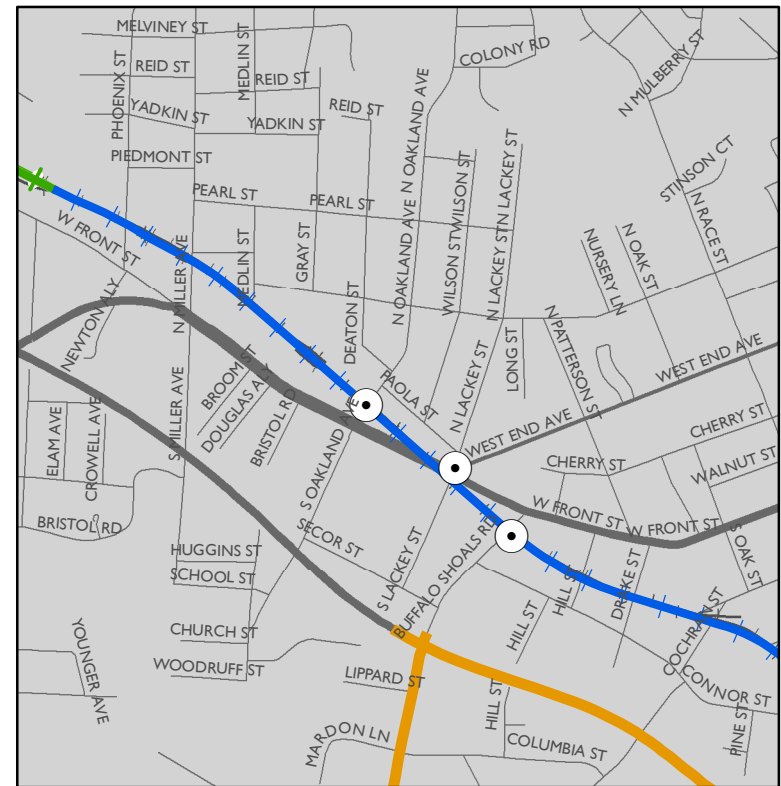 MELVINEY ST
COLONY RD
REID ST
MEDLIN ST
REID ST
PHOENIX ST
N MULBERRY ST
YADKIN ST
YADKIN ST
REID ST
N OAKLAND AVE
PIEDMONT ST
STINSON CT
PEARL ST
PEARL ST
N OAKLAND AVE
WILSON ST
WILSON ST
N LACKEY ST
N LACKEY ST
N RACE ST
W FRONT ST
N MILLER AVE
MEDLIN ST
GRAY ST
NURSERY LN
N OAK ST
NEWTON ALY
DEATON ST
N PATTERSON ST
LONG ST
WEST END AVE
BROOM ST
DOUGLAS ALY
BRISTOL RD
PAOLA ST
N LACKEY ST
WEST END AVE
CHERRY ST
ELAM AVE
CROWELL AVE
S MILLER AVE
S OAKLAND AVE
CHERRY ST
WALNUT ST
BRISTOL RD
W FRONT ST
W FRONT ST
S OAK ST
SECOR ST
HUGGINS ST
SCHOOL ST
S LACKEY ST
BUFFALO SHOALS RD
HILL ST
DRAKE ST
COCHRAN ST
CHURCH ST
HILL ST
YOUNGER AVE
WOODRUFF ST
LIPPARD ST
CONNOR ST
HILL ST
PINE ST
MARDON LN
COLUMBIA ST